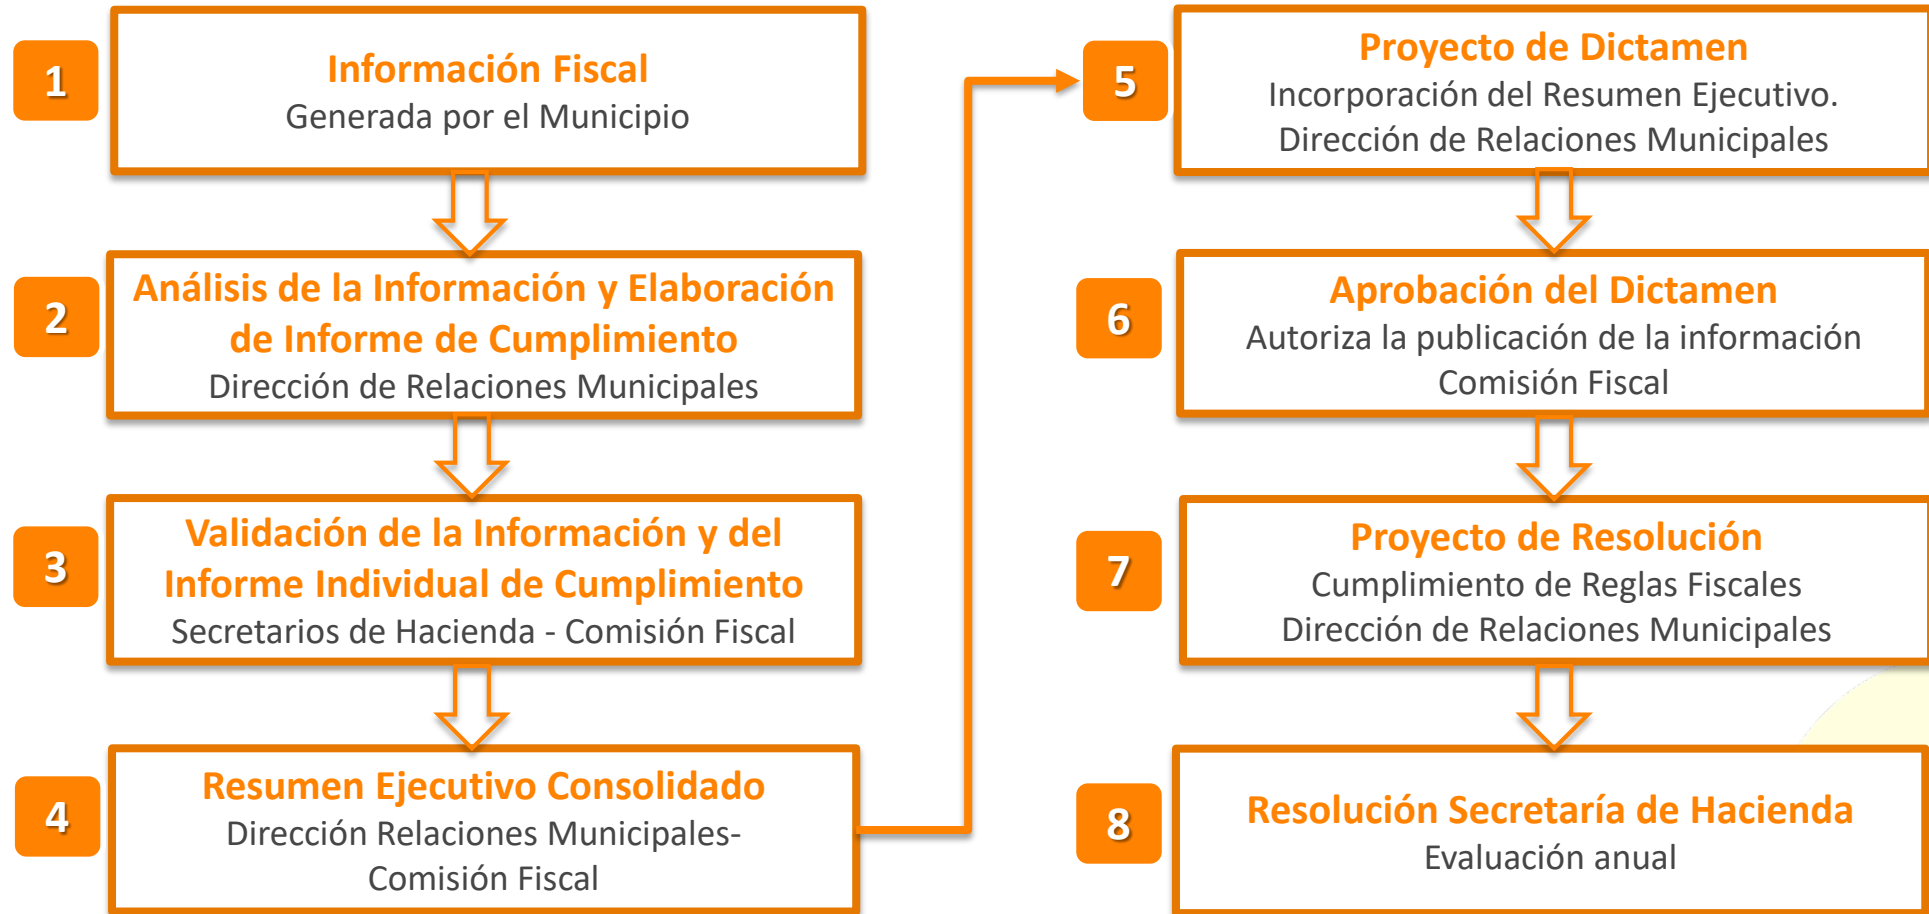 1
Información Fiscal
Generada por el Municipio
2
Análisis de la Información y Elaboración
de Informe de Cumplimiento
Dirección de Relaciones Municipales
3
Validación de la Información y del
Informe Individual de Cumplimiento
Secretarios de Hacienda - Comisión Fiscal
4
Resumen Ejecutivo Consolidado
Dirección Relaciones Municipales-
Comisión Fiscal
5
Proyecto de Dictamen
Incorporación del Resumen Ejecutivo.
Dirección de Relaciones Municipales
6
Aprobación del Dictamen
Autoriza la publicación de la información
Comisión Fiscal
7
Proyecto de Resolución
Cumplimiento de Reglas Fiscales
Dirección de Relaciones Municipales
8
Resolución Secretaría de Hacienda
Evaluación anual